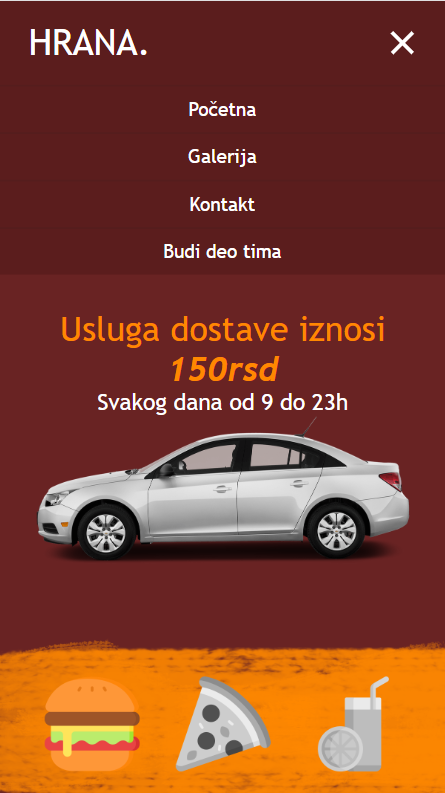 HRANA.
Početna
Galerija
Kontakt
Budi deo tima
Usluga dostave iznosi
150rsd
Svakog dana od 9 do 23h